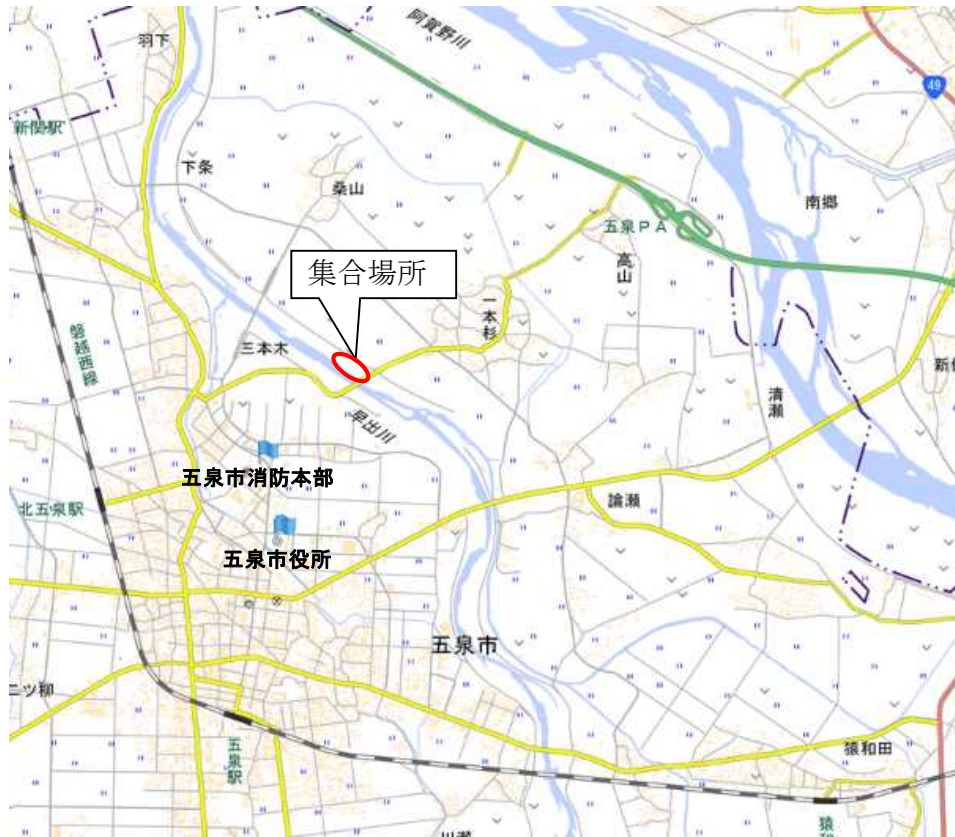 阿賀野川
羽下
49
新関駅
下条
桑山
南郷
五泉PA
高山
集合場所
一本杉
磐越西線
三本木
清瀬
早出川
五泉市消防本部
北五泉駅
論瀬
五泉市役所
五泉市
二ツ柳
五泉駅
猿和田